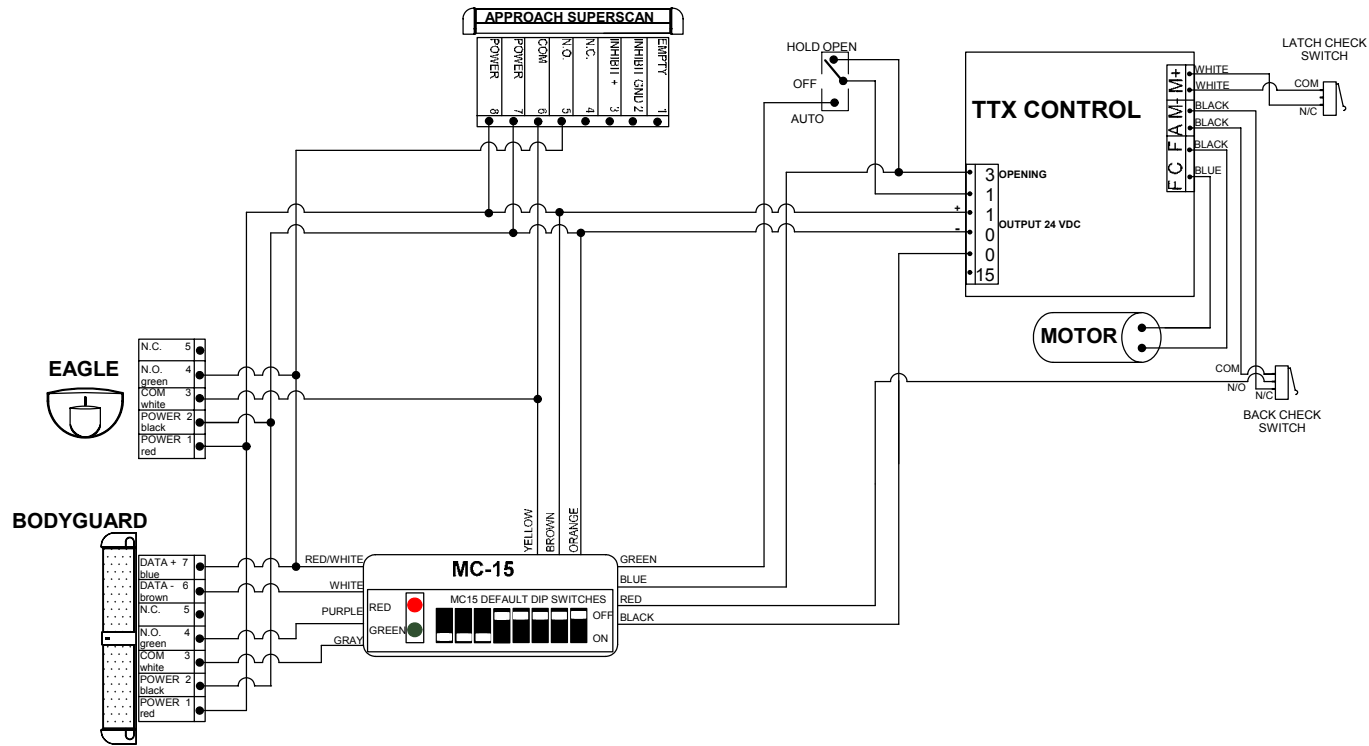 APPROACH SUPERSCAN
POWER 8
POWER 7
COM 6
N.O. 5
N.C. 4
INHIBIT + 3
INHIBIT GND 2
EMPTY 1
HOLD OPEN
OFF
AUTO
TTX CONTROL
LATCH CHECK
SWITCH
WHITE
WHITE
BLACK
BLACK
BLACK
BLUE
M+
M-
A
F
C
F
COM
N/C
3 OPENING
1
+ 1
OUTPUT 24 VDC
- 0
0
15
MOTOR
COM
N/O
N/C
BACK CHECK
SWITCH
EAGLE
N.C. 5
N.O. 4
green
COM 3
white
POWER 2
black
POWER 1
red
BODYGUARD
DATA + 7
blue
DATA - 6
brown
N.C. 5
N.O. 4
green
COM 3
white
POWER 2
black
POWER 1
red
YELLOW
BROWN
ORANGE
RED/WHITE
WHITE
PURPLE
GRAY
MC-15
MC15 DEFAULT DIP SWITCHES
RED
GREEN
OFF
ON
GREEN
BLUE
RED
BLACK